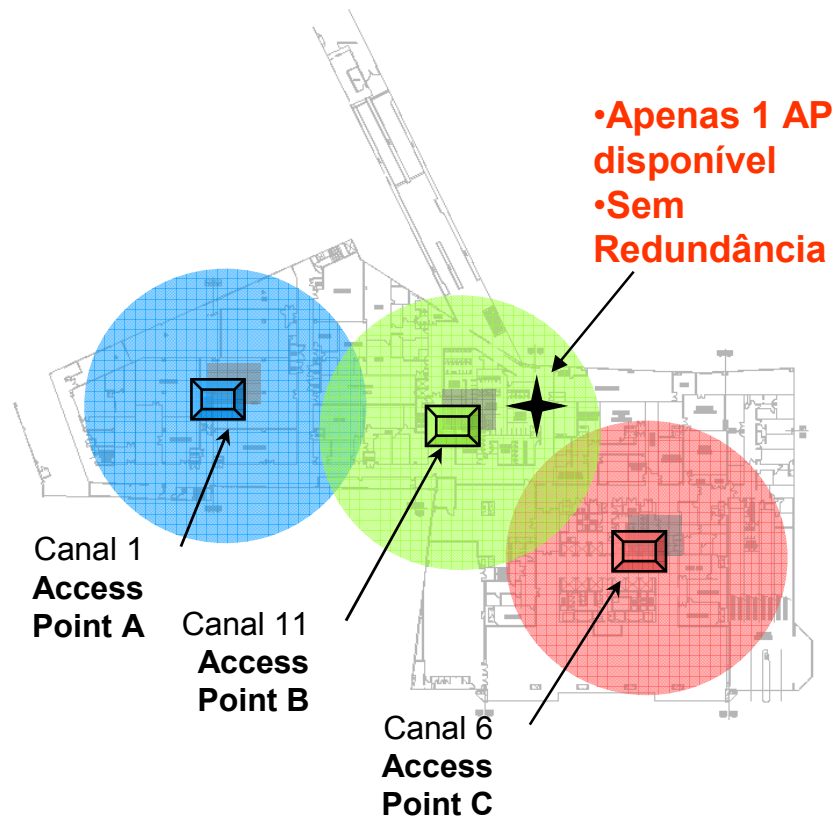 •Apenas 1 AP
disponível
•Sem
Redundância
Canal 1
Access
Point A
Canal 11
Access
Point B
Canal 6
Access
Point C